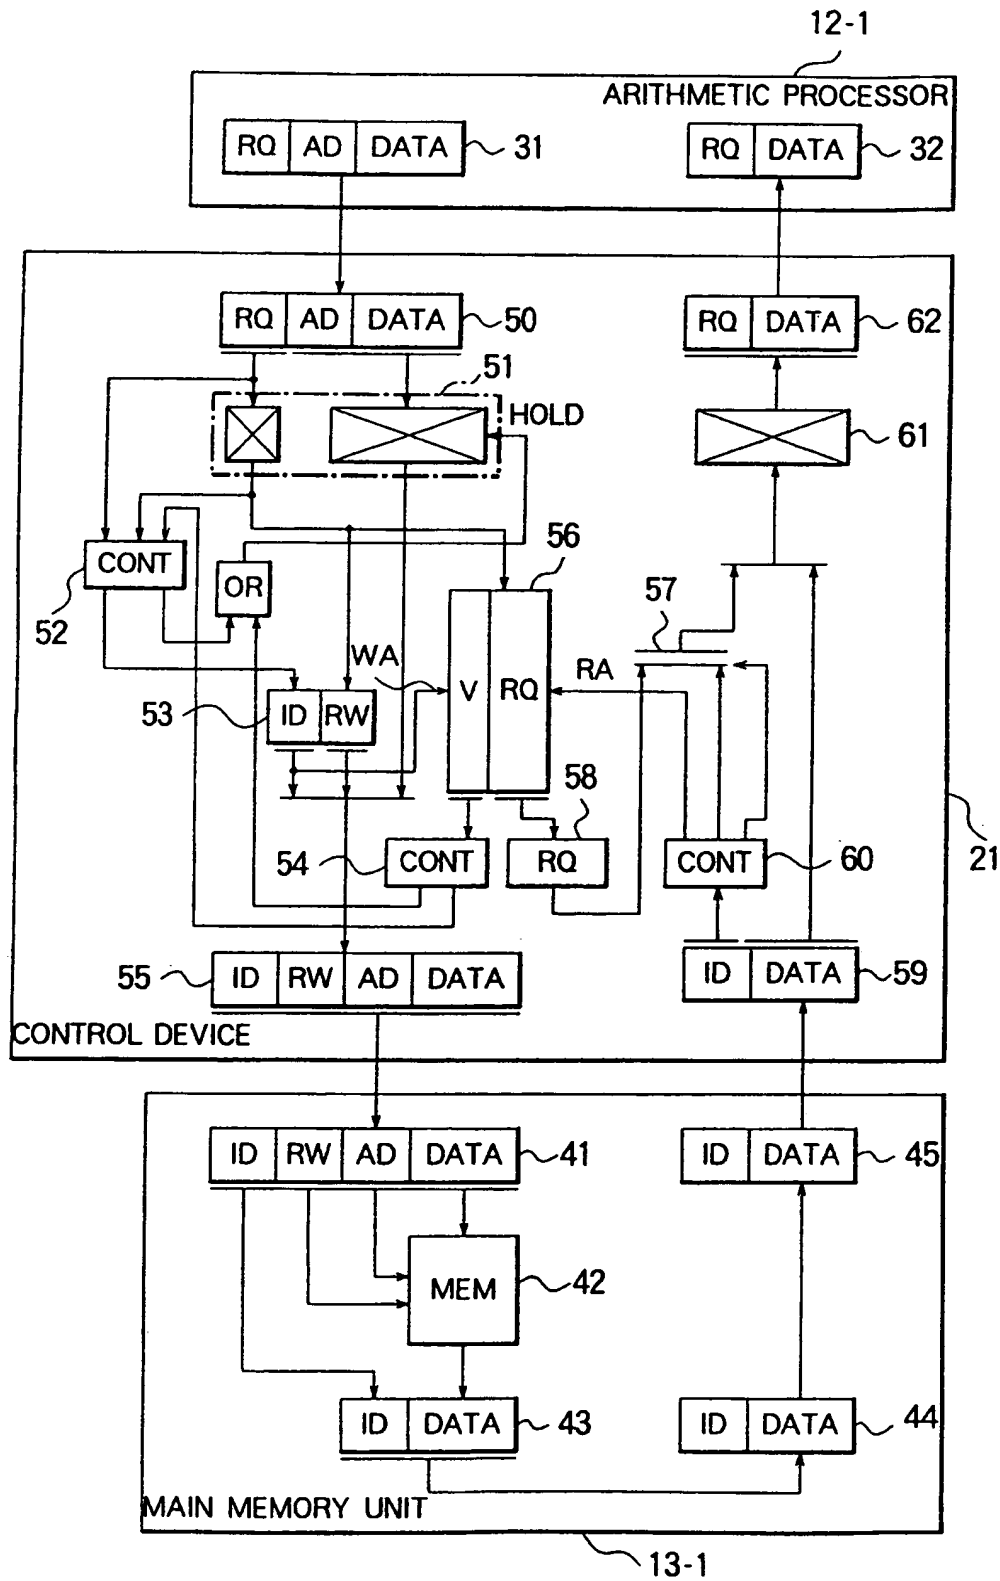 12-1
ARITHMETIC PROCESSOR
RQ AD DATA 31
RQ DATA 32
RQ AD DATA 50
RQ DATA 62
51
HOLD
61
CONT
52
OR
56
57
WA
V
RQ
RA
53
ID RW
58
54
CONT
RQ
CONT
60
21
55
ID RW AD DATA
ID DATA 59
CONTROL DEVICE
ID RW AD DATA 41
ID DATA 45
MEM
42
ID DATA 43
ID DATA 44
MAIN MEMORY UNIT
13-1